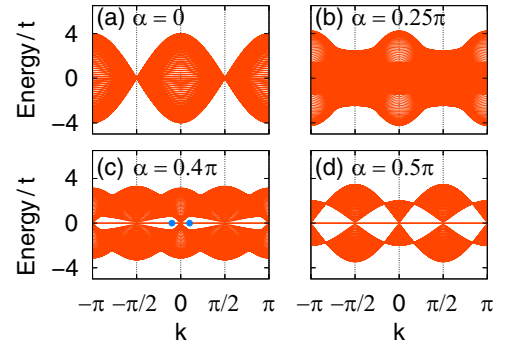 (a) α = 0
(b) α = 0.25π
Energy/t
4
0
−4
(c) α = 0.4π
(d) α = 0.5π
Energy/t
4
0
−4
−π −π/2 0 π/2 π
−π −π/2 0 π/2 π
k
k